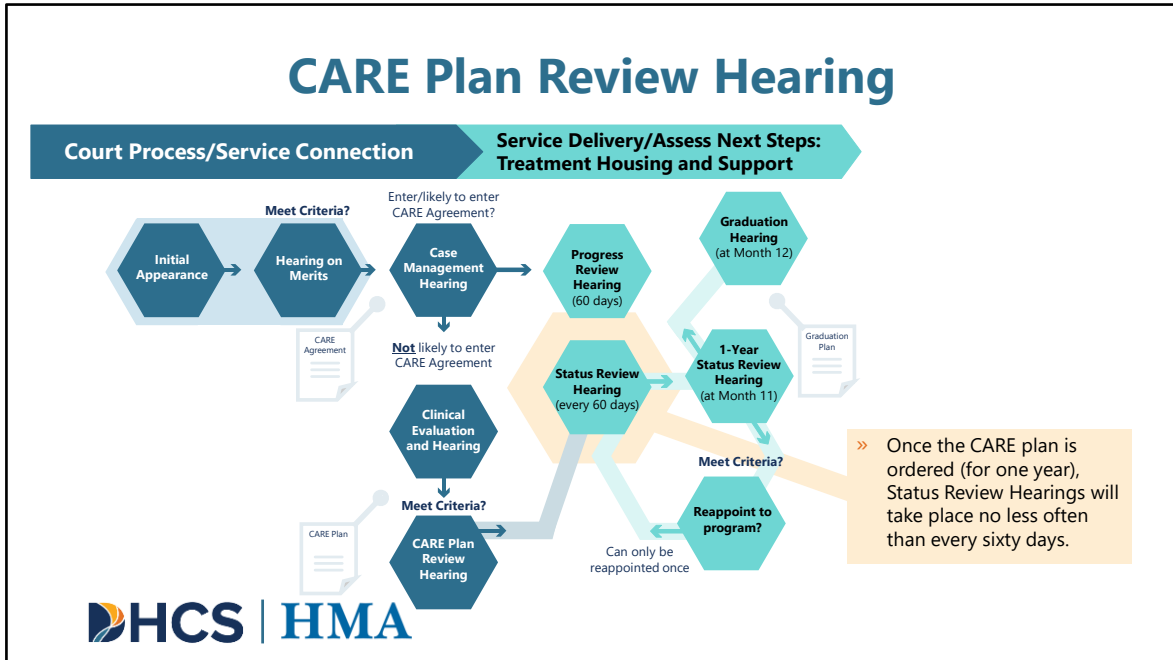 CARE Plan Review Hearing
Court Process/Service Connection
Service Delivery/Assess Next Steps:
Treatment Housing and Support
Meet Criteria?
Enter/likely to enter
CARE Agreement?
Initial
Appearance
Hearing on
Merits
Case
Management
Hearing
Progress
Review
Hearing
(60 days)
Graduation
Hearing
(at Month 12)
CARE
Agreement
Not likely to enter
CARE Agreement
Graduation
Plan
Status Review
Hearing
(every 60 days)
1-Year
Status Review
Hearing
(at Month 11)
Clinical
Evaluation
and Hearing
Meet Criteria?
Meet Criteria?
CARE Plan
CARE Plan
Review
Hearing
Reappoint to
program?
Can only be
reappointed once
» Once the CARE plan is
ordered (for one year),
Status Review Hearings will
take place no less often
than every sixty days.
DHCS | HMA